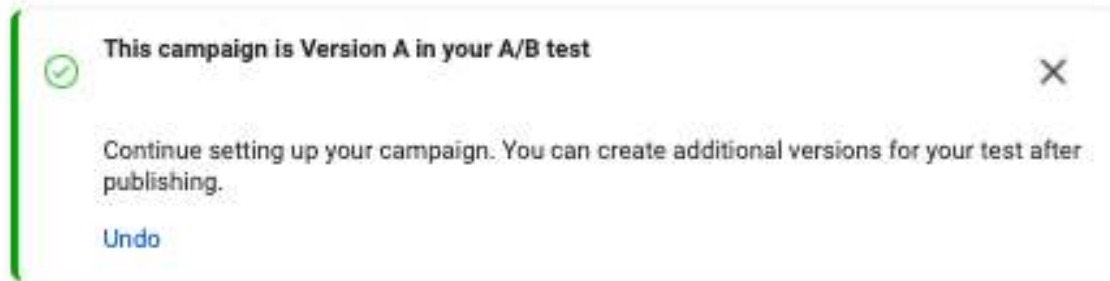 This campaign is Version A in your A/B test
Continue setting up your campaign. You can create additional versions for your test after
publishing.
Undo